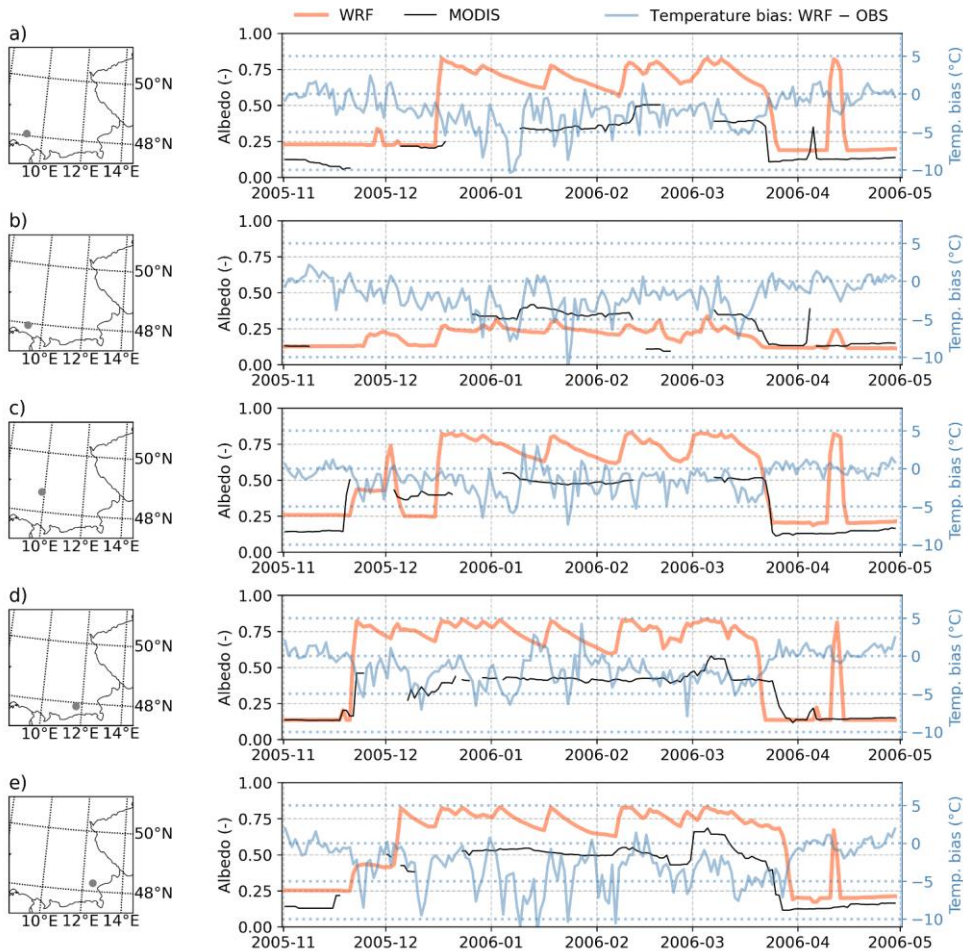 WRF MODIS Temperature bias: WRF − OBS
a)
50°N
48°N
10°E 12°E 14°E
Albedo (-)
1.00
0.75
0.50
0.25
0.00
2005-11 2005-12 2006-01 2006-02 2006-03 2006-04 2006-05
5
0
−5
−10
Temp. bias (°C)
b)
50°N
48°N
10°E 12°E 14°E
Albedo (-)
1.00
0.75
0.50
0.25
0.00
2005-11 2005-12 2006-01 2006-02 2006-03 2006-04 2006-05
5
0
−5
−10
Temp. bias (°C)
c)
50°N
48°N
10°E 12°E 14°E
Albedo (-)
1.00
0.75
0.50
0.25
0.00
2005-11 2005-12 2006-01 2006-02 2006-03 2006-04 2006-05
5
0
−5
−10
Temp. bias (°C)
d)
50°N
48°N
10°E 12°E 14°E
Albedo (-)
1.00
0.75
0.50
0.25
0.00
2005-11 2005-12 2006-01 2006-02 2006-03 2006-04 2006-05
5
0
−5
−10
Temp. bias (°C)
e)
50°N
48°N
10°E 12°E 14°E
Albedo (-)
1.00
0.75
0.50
0.25
0.00
2005-11 2005-12 2006-01 2006-02 2006-03 2006-04 2006-05
5
0
−5
−10
Temp. bias (°C)